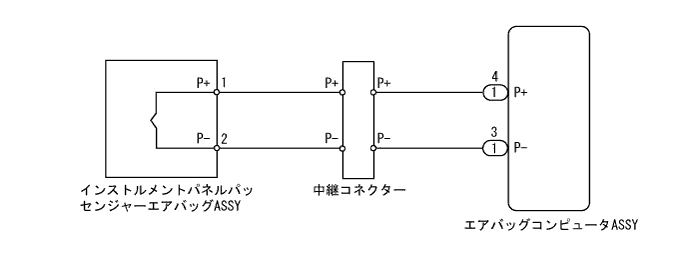 P+ 1 P+ P+ 4 1 P+
P- 2 P- P- 3 1 P-
インストルメントパネルパッ
センジャーエアバッグASSY
中継コネクター
エアバッグコンピュータASSY